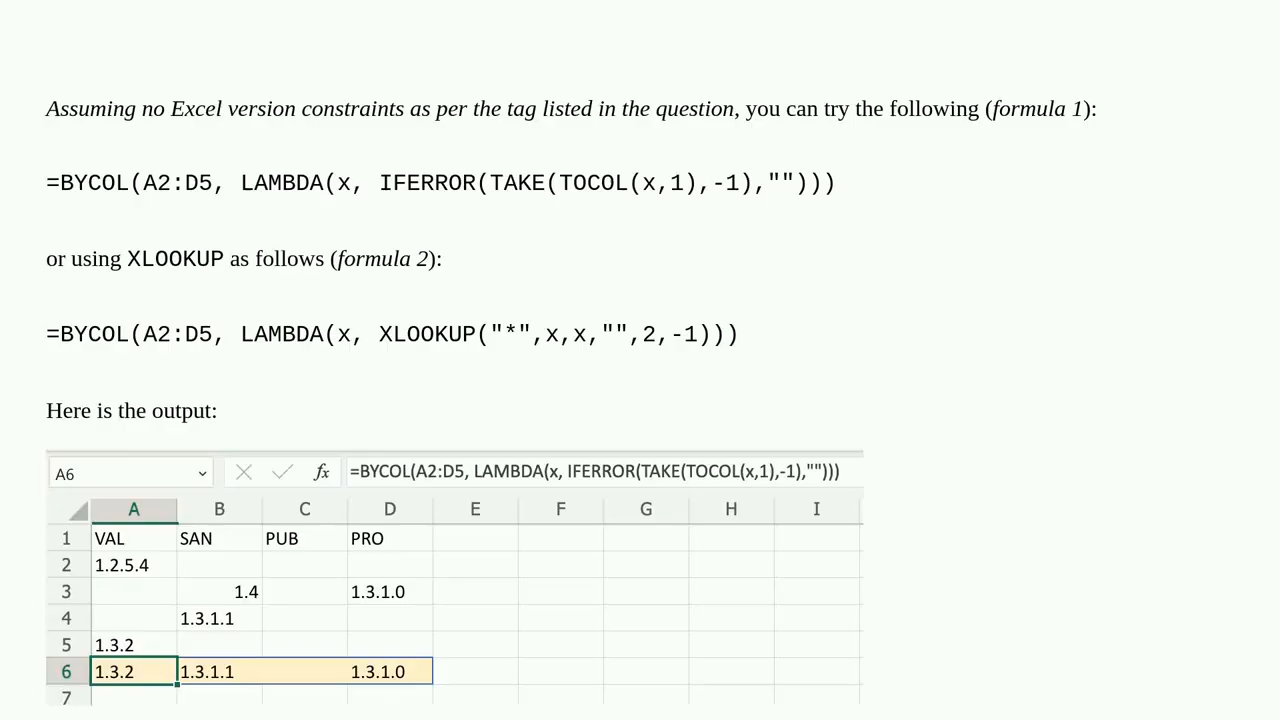 Assuming no Excel version constraints as per the tag listed in the question, you can try the following (formula 1):
=BYCOL(A2:D5, LAMBDA(x, IFERROR(TAKE(TOCOL(x,1),-1),"")))
or using XLOOKUP as follows (formula 2):
=BYCOL(A2:D5, LAMBDA(x, XLOOKUP("*",x,x,"",2,-1)))
Here is the output:
A6 fx =BYCOL(A2:D5, LAMBDA(x, IFERROR(TAKE(TOCOL(x,1),-1),"")))
A B C D E F G H I
1 VAL SAN PUB PRO
2 1.2.5.4
3 1.4 1.3.1.0
4 1.3.1.1
5 1.3.2
6 1.3.2 1.3.1.1 1.3.1.0
7